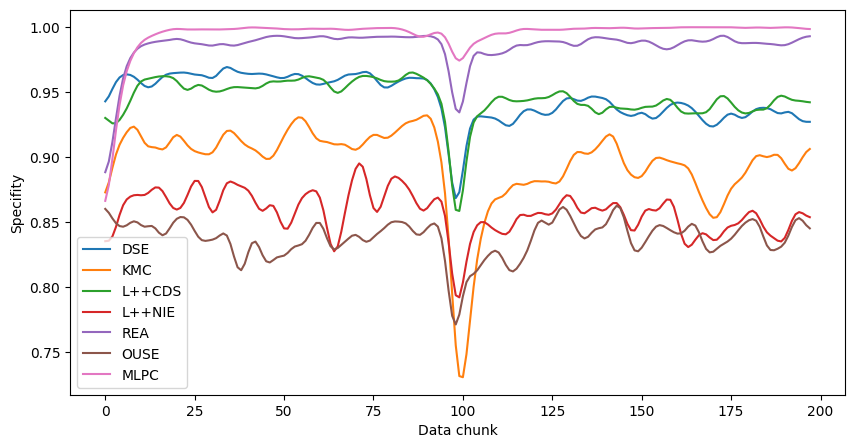 1.00
0.95
0.90
0.85
0.80
0.75
Specifity
DSE
KMC
L++CDS
L++NIE
REA
OUSE
MLPC
0 25 50 75 100 125 150 175 200
Data chunk